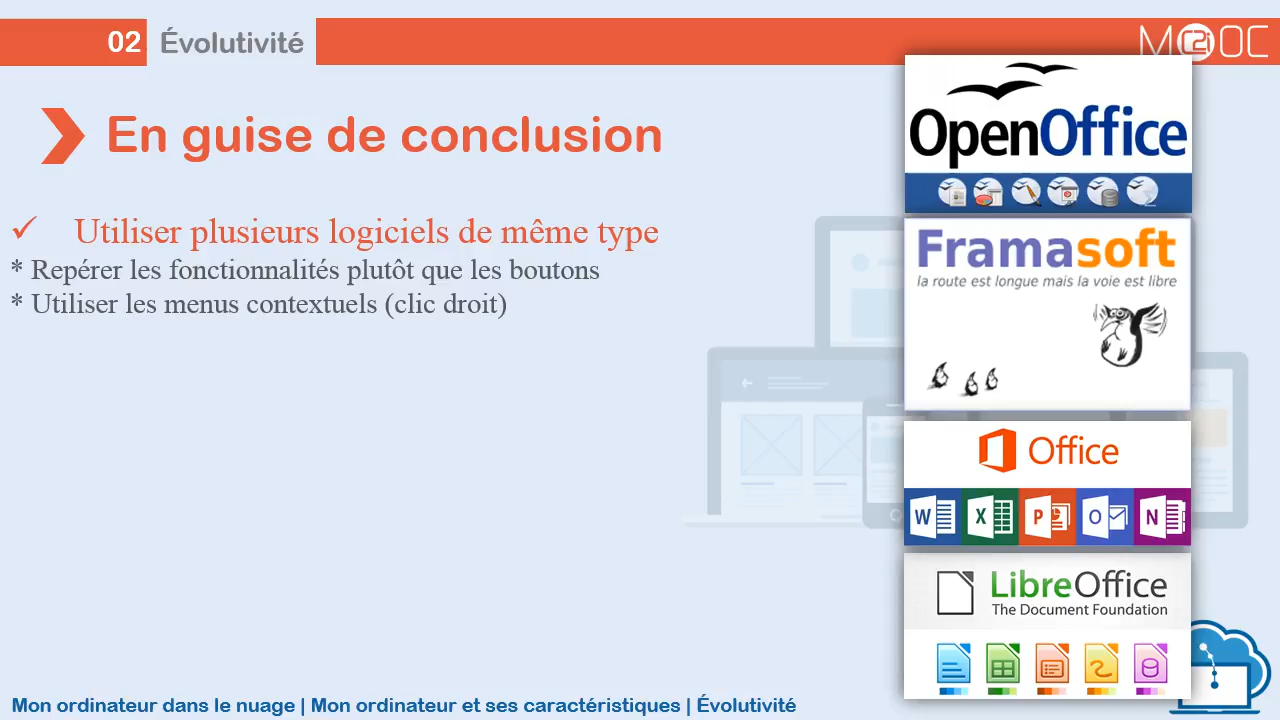 02 Évolutivité
MOOC
C2i
En guise de conclusion
Utiliser plusieurs logiciels de même type
* Repérer les fonctionnalités plutôt que les boutons
* Utiliser les menus contextuels (clic droit)
OpenOffice
Framasoft
la route est longue mais la voie est libre
Office
W X P O N
LibreOffice
The Document Foundation
Mon ordinateur dans le nuage | Mon ordinateur et ses caractéristiques | Évolutivité